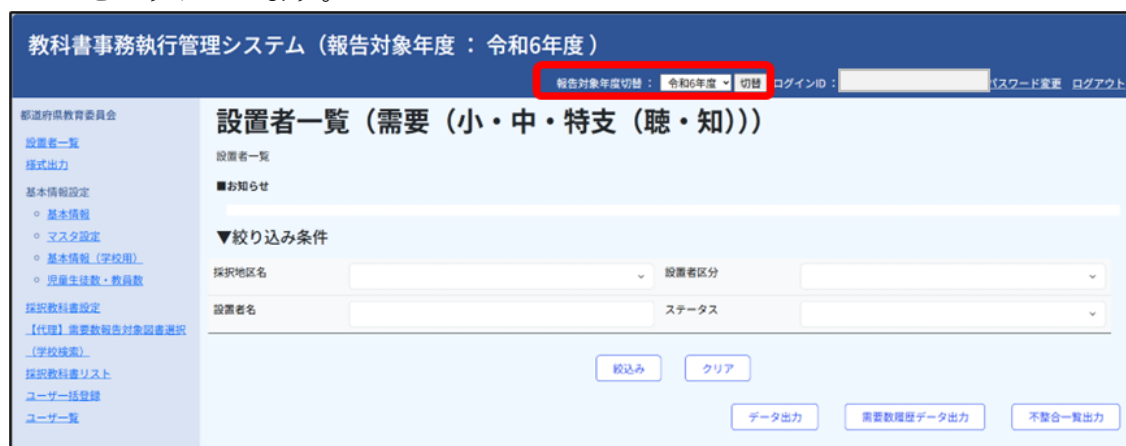 教科書事務執行管理システム（報告対象年度 ： 令和6年度 ）
報告対象年度切替： 令和6年度 切替 ログインID： パスワード変更 ログアウト
都道府県教育委員会
設置者一覧
様式出力
基本情報設定
基本情報
マスタ設定
基本情報（学校用）
児童生徒数・教員数
採択教科書設定
【代理】需要数報告対象図書選択
（学校検索）
採択教科書リスト
ユーザー括登録
ユーザ一覧
設置者一覧（需要（小・中・特支（聴・知)））
設置者一覧
■お知らせ
▼絞り込み条件
採択地区名 設置者区分
設置者名 ステータス
絞込み クリア
データ出力 需要数履歴データ出力 不整合一覧出力